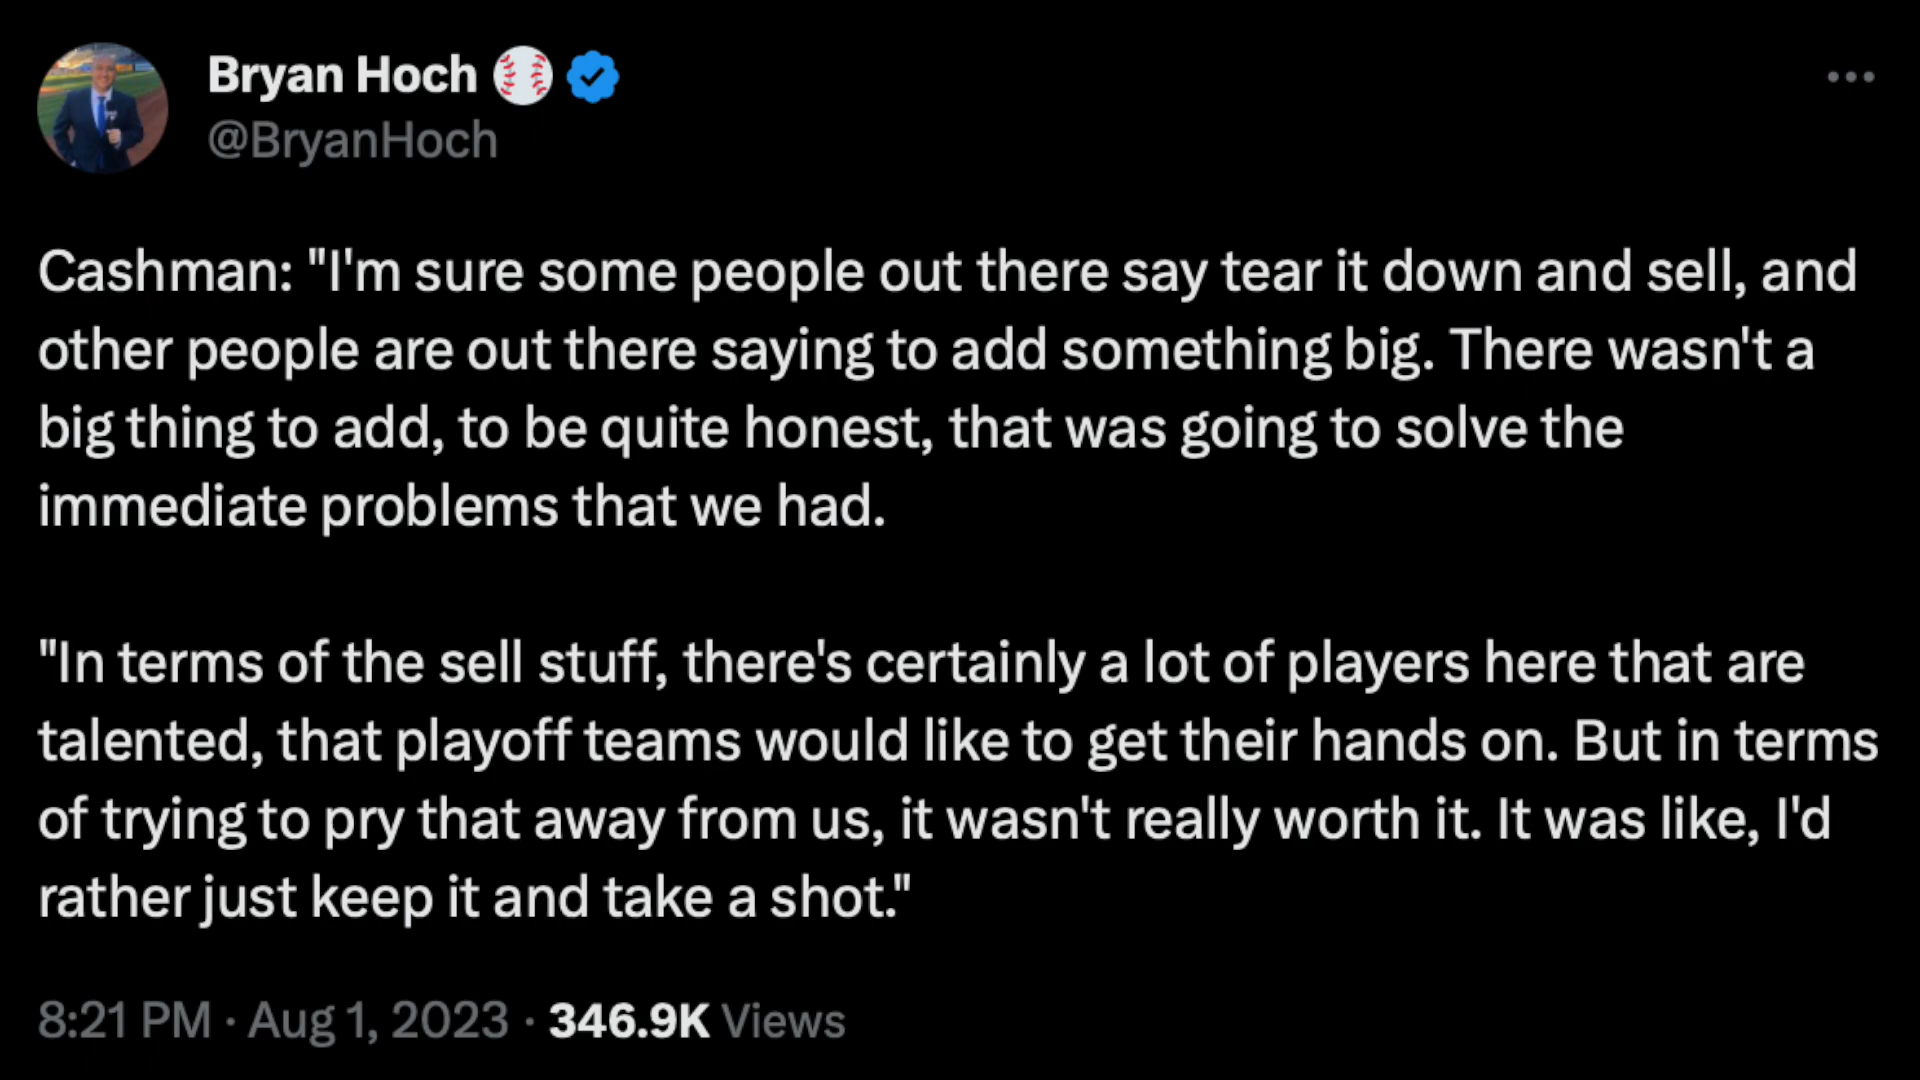 Bryan Hoch
@BryanHoch
Cashman: "I'm sure some people out there say tear it down and sell, and
other people are out there saying to add something big. There wasn't a
big thing to add, to be quite honest, that was going to solve the
immediate problems that we had.
"In terms of the sell stuff, there's certainly a lot of players here that are
talented, that playoff teams would like to get their hands on. But in terms
of trying to pry that away from us, it wasn't really worth it. It was like, I'd
rather just keep it and take a shot."
8:21 PM · Aug 1, 2023 · 346.9K Views